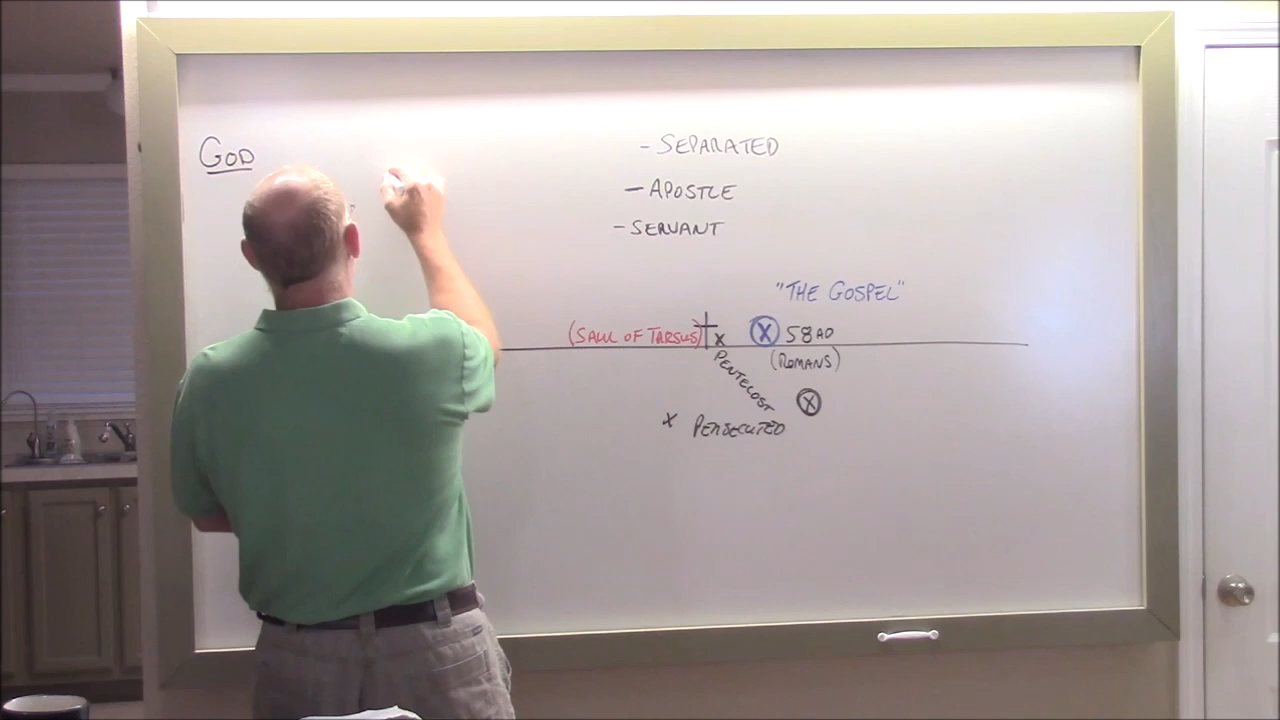 GOD
- SEPARATED
- APOSTLE
- SERVANT
"THE GOSPEL"
(SAUL OF TARSUS) X X 58 AD
(ROMANS)
PENTECOST
X
X PERSECUTED